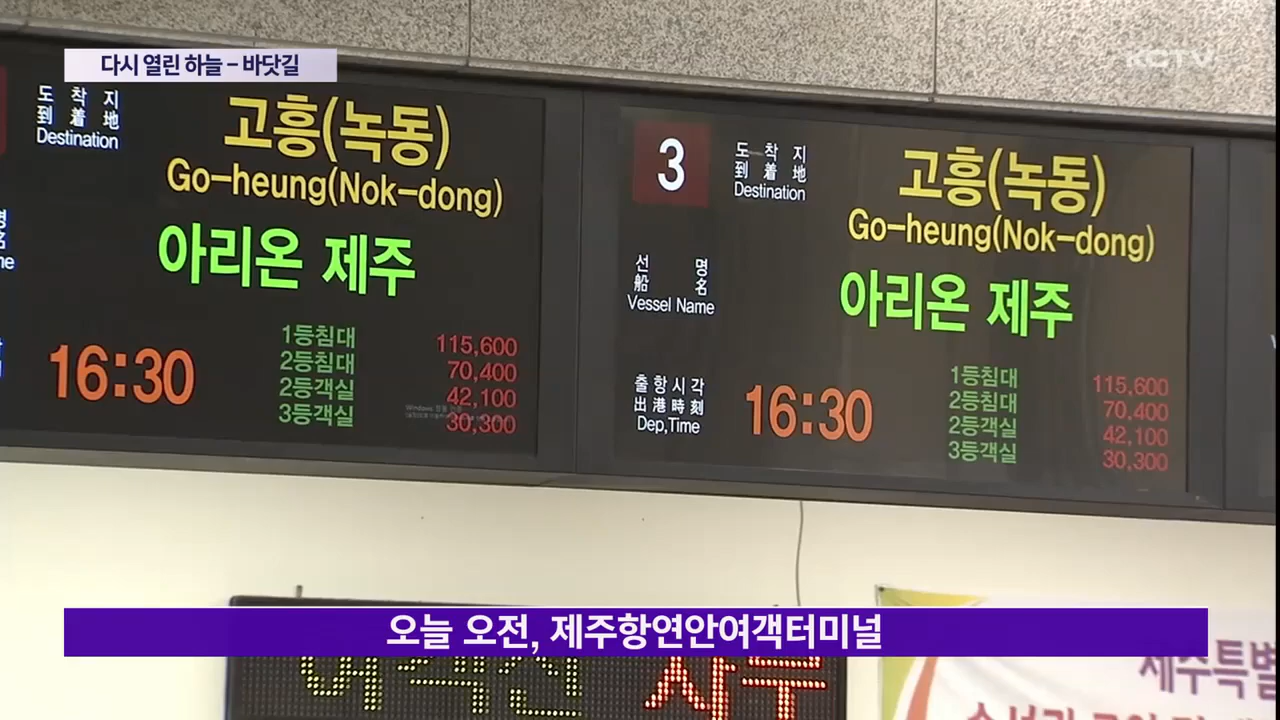 다시 열린 하늘 - 바닷길
KCTV
도착지
到着地
Destination
고흥(녹동)
Go-heung(Nok-dong)
아리온 제주
16:30
1등침대 115,600
2등침대 70,400
2등객실 42,100
3등객실 30,300
3
도착지
到着地
Destination
고흥(녹동)
Go-heung(Nok-dong)
선명
船名
Vessel Name
아리온 제주
출항시각
出港時刻
Dep,Time
16:30
1등침대 115,600
2등침대 70,400
2등객실 42,100
3등객실 30,300
오늘 오전, 제주항연안여객터미널
제주특별